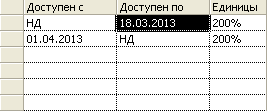 Доступен с Доступен по Единицы
НД 18.03.2013 200%
01.04.2013 НД 200%